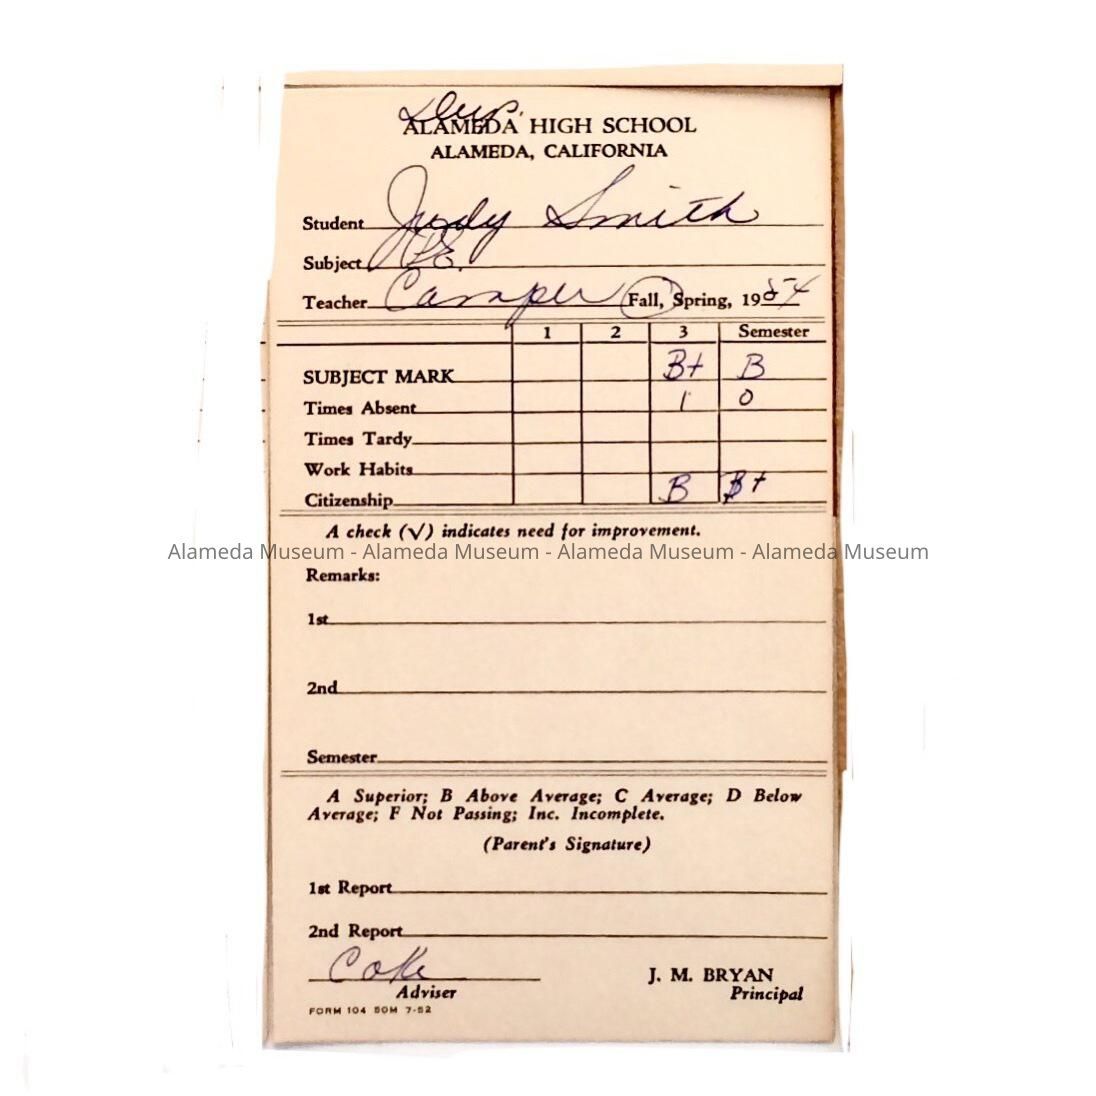 Dup.
ALAMEDA HIGH SCHOOL
ALAMEDA, CALIFORNIA
Student Judy Smith
Subject P.E.
Teacher Camper Fall, Spring, 1954
1 2 3 Semester
SUBJECT MARK B+ B
Times Absent 1 0
Times Tardy
Work Habits
Citizenship B B+
A check (√) indicates need for improvement.
Alameda Museum - Alameda Museum - Alameda Museum - Alameda Museum
Remarks:
1st
2nd
Semester
A Superior; B Above Average; C Average; D Below
Average; F Not Passing; Inc. Incomplete.
(Parent's Signature)
1st Report
2nd Report
Coke
J. M. BRYAN
Adviser Principal
FORM 104 50M 7-52